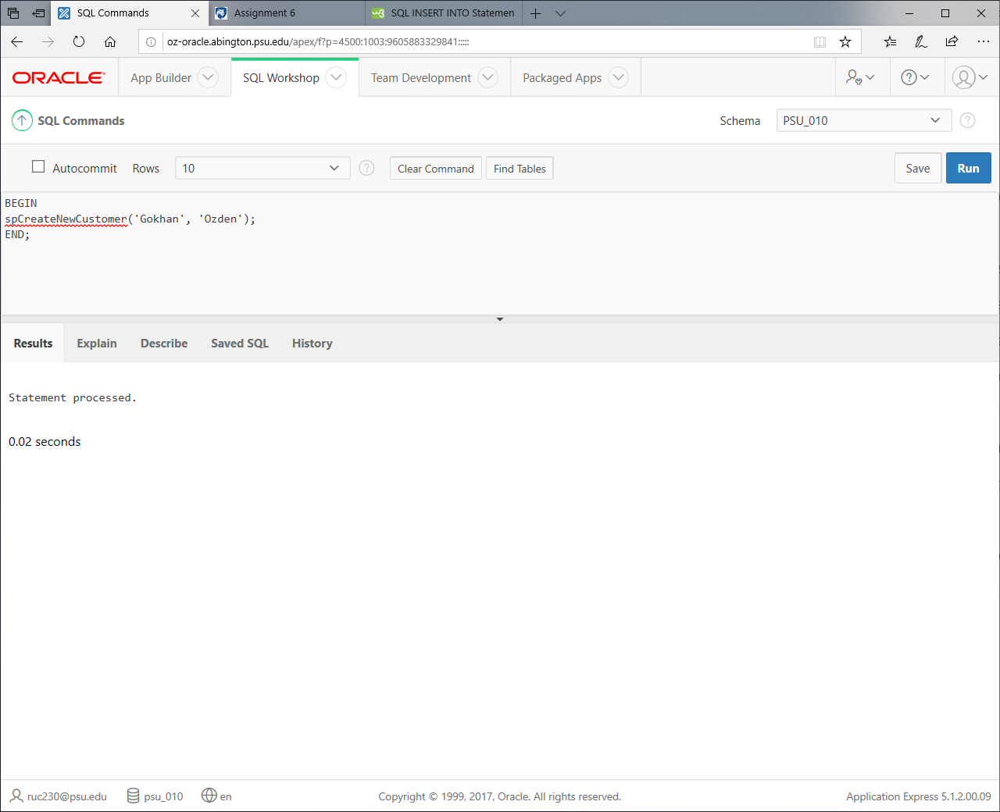 SQL Commands
Assignment 6
SQL INSERT INTO Statemen
oz-oracle.abington.psu.edu/apex/f?p=4500:1003:9605883329841:::::
ORACLE
App Builder
SQL Workshop
Team Development
Packaged Apps
SQL Commands
Schema
PSU_010
Autocommit
Rows
10
Clear Command
Find Tables
Save
Run
BEGIN
spCreateNewCustomer('Gokhan', 'Ozden');
END;
Results
Explain
Describe
Saved SQL
History
Statement processed.
0.02 seconds
ruc230@psu.edu
psu_010
en
Copyright © 1999, 2017, Oracle. All rights reserved.
Application Express 5.1.2.00.09